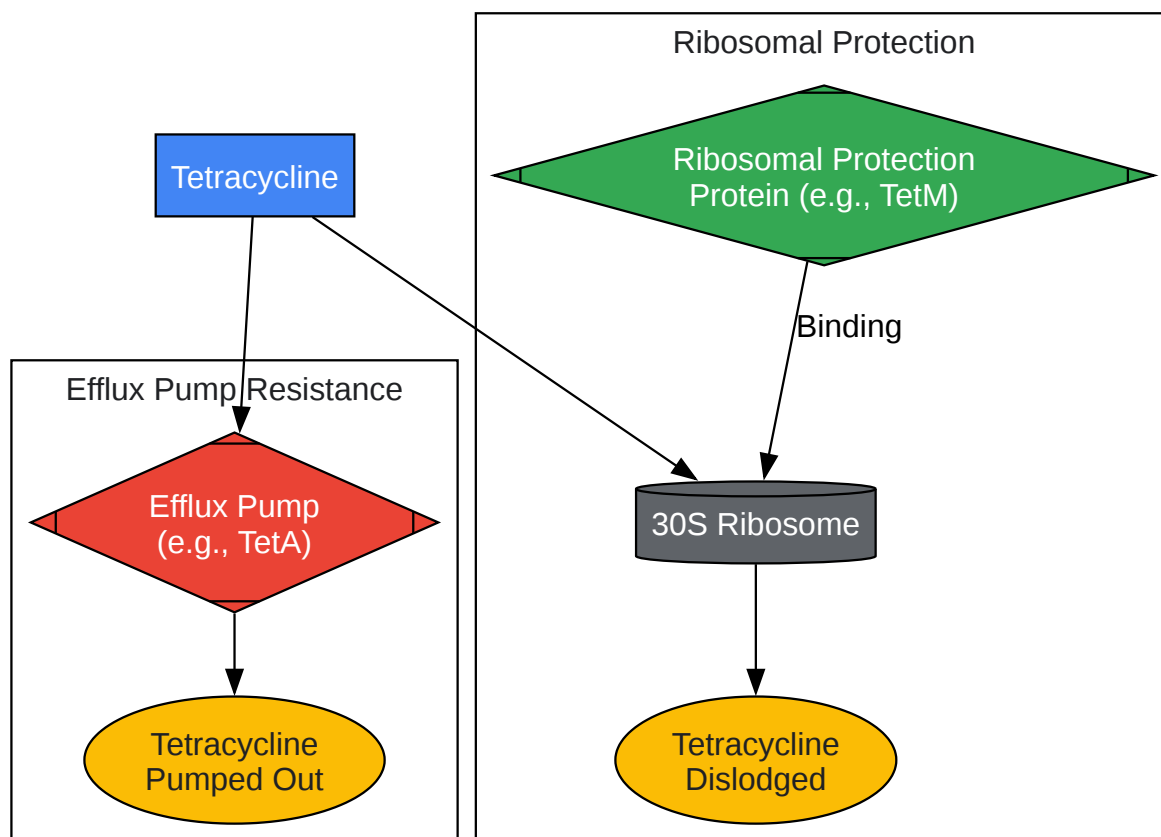 Ribosomal Protection
Ribosomal Protection
Protein (e.g., TetM)
Tetracycline
Binding
Efflux Pump Resistance
Efflux Pump
(e.g., TetA)
30S Ribosome
Tetracycline
Pumped Out
Tetracycline
Dislodged